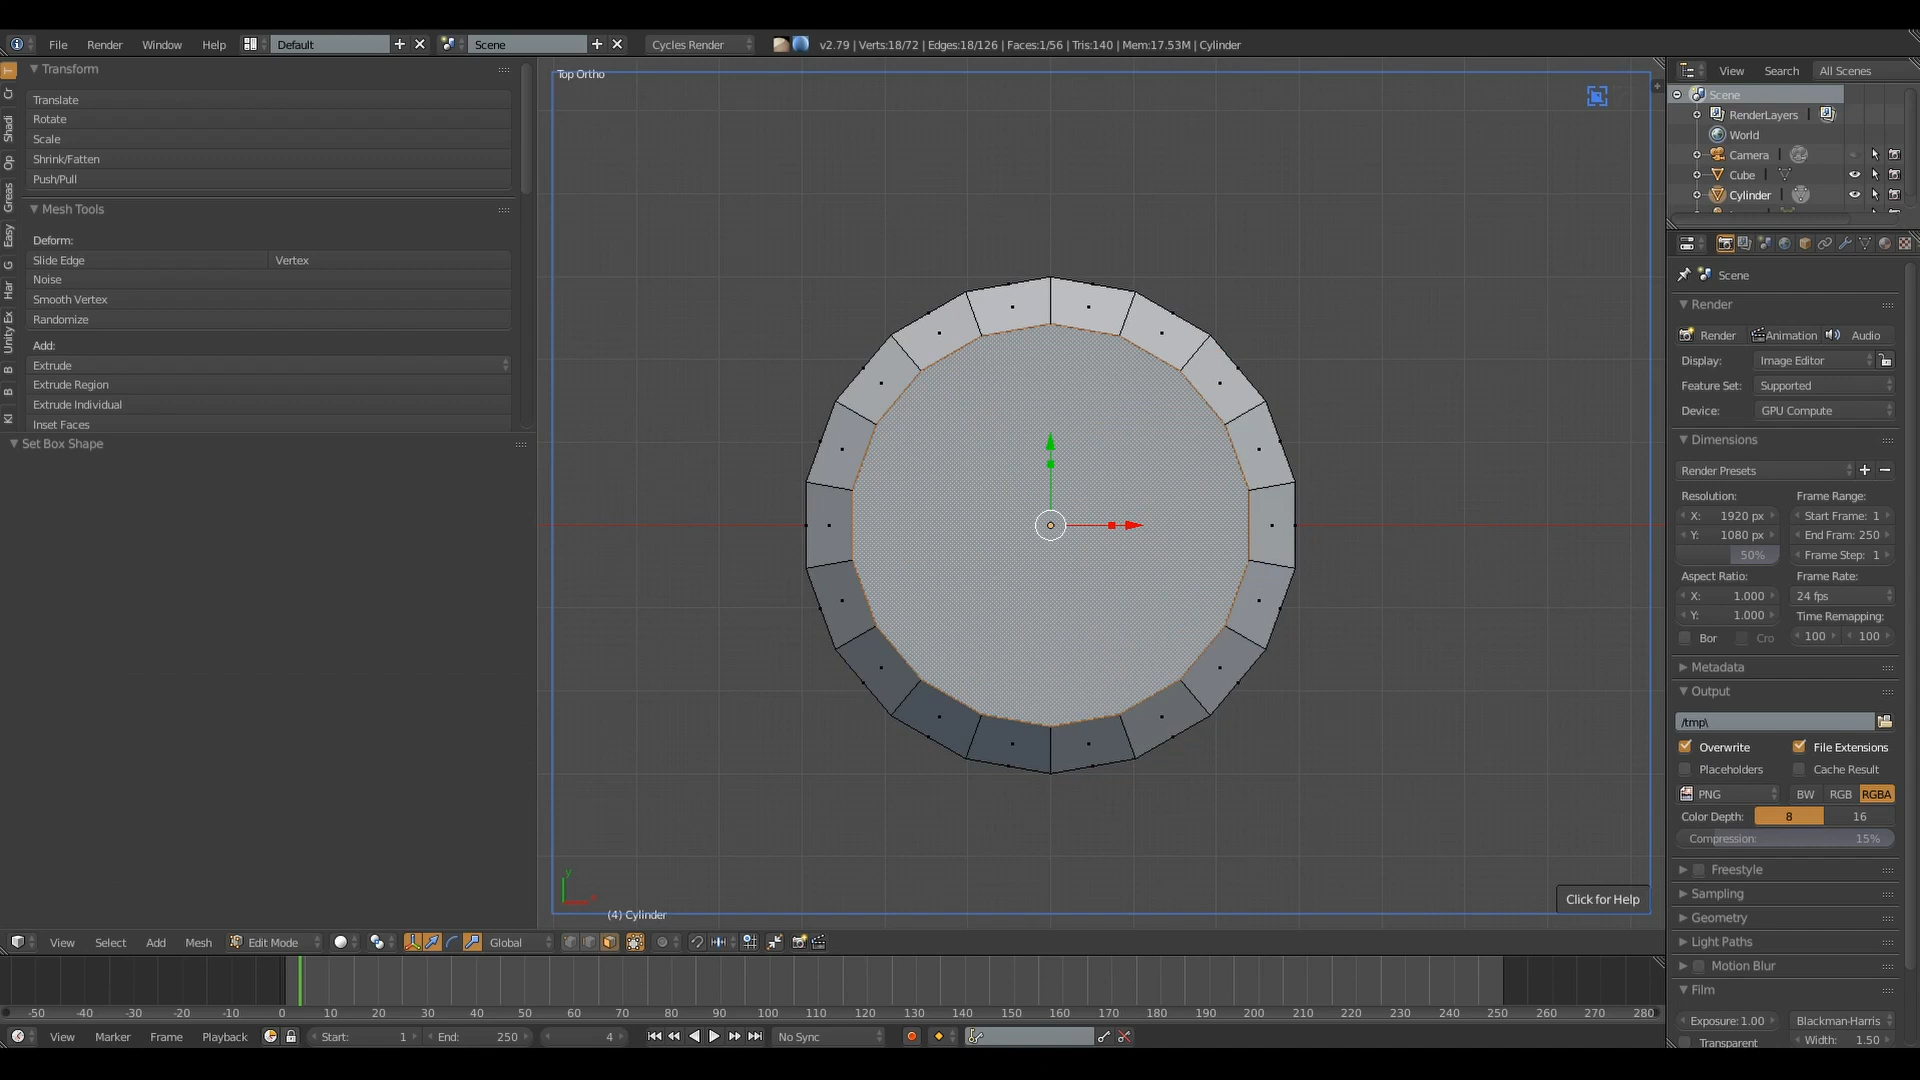 File Render Window Help Default Scene Cycles Render v2.79 | Verts:18/72 | Edges:18/126 | Faces:1/56 | Tris:140 | Mem:17.53M | Cylinder
Transform
Translate
Rotate
Scale
Shrink/Fatten
Push/Pull
Mesh Tools
Deform:
Slide Edge Vertex
Noise
Smooth Vertex
Randomize
Add:
Extrude
Extrude Region
Extrude Individual
Inset Faces
Set Box Shape
T
Cr
Shadi
Op
Greas
Easy
G
Har
Unity Ex
B
B
KI
Top Ortho
y
(4) Cylinder
Click for Help
View Search All Scenes
Scene
RenderLayers
World
Camera
Cube
Cylinder
Scene
Render
Render Animation Audio
Display: Image Editor
Feature Set: Supported
Device: GPU Compute
Dimensions
Render Presets
Resolution: Frame Range:
X: 1920 px Start Frame: 1
Y: 1080 px End Fram: 250
50% Frame Step: 1
Aspect Ratio: Frame Rate:
X: 1.000 24 fps
Y: 1.000 Time Remapping:
Bor Cro 100 100
Metadata
Output
/tmp\
Overwrite File Extensions
Placeholders Cache Result
PNG BW RGB RGBA
Color Depth: 8 16
Compression: 15%
Freestyle
Sampling
Geometry
Light Paths
Motion Blur
Film
Exposure: 1.00 Blackman-Harris
Transparent Width: 1.50
View Select Add Mesh Edit Mode Global
-50 -40 -30 -20 -10 0 10 20 30 40 50 60 70 80 90 100 110 120 130 140 150 160 170 180 190 200 210 220 230 240 250 260 270 280
View Marker Frame Playback Start: 1 End: 250 4 No Sync